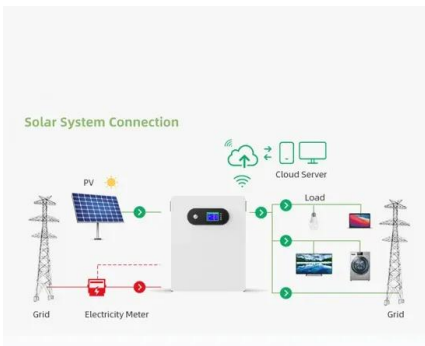 Solar System Connection
Cloud Server
PV
Load
Grid
Electricity Meter
Grid